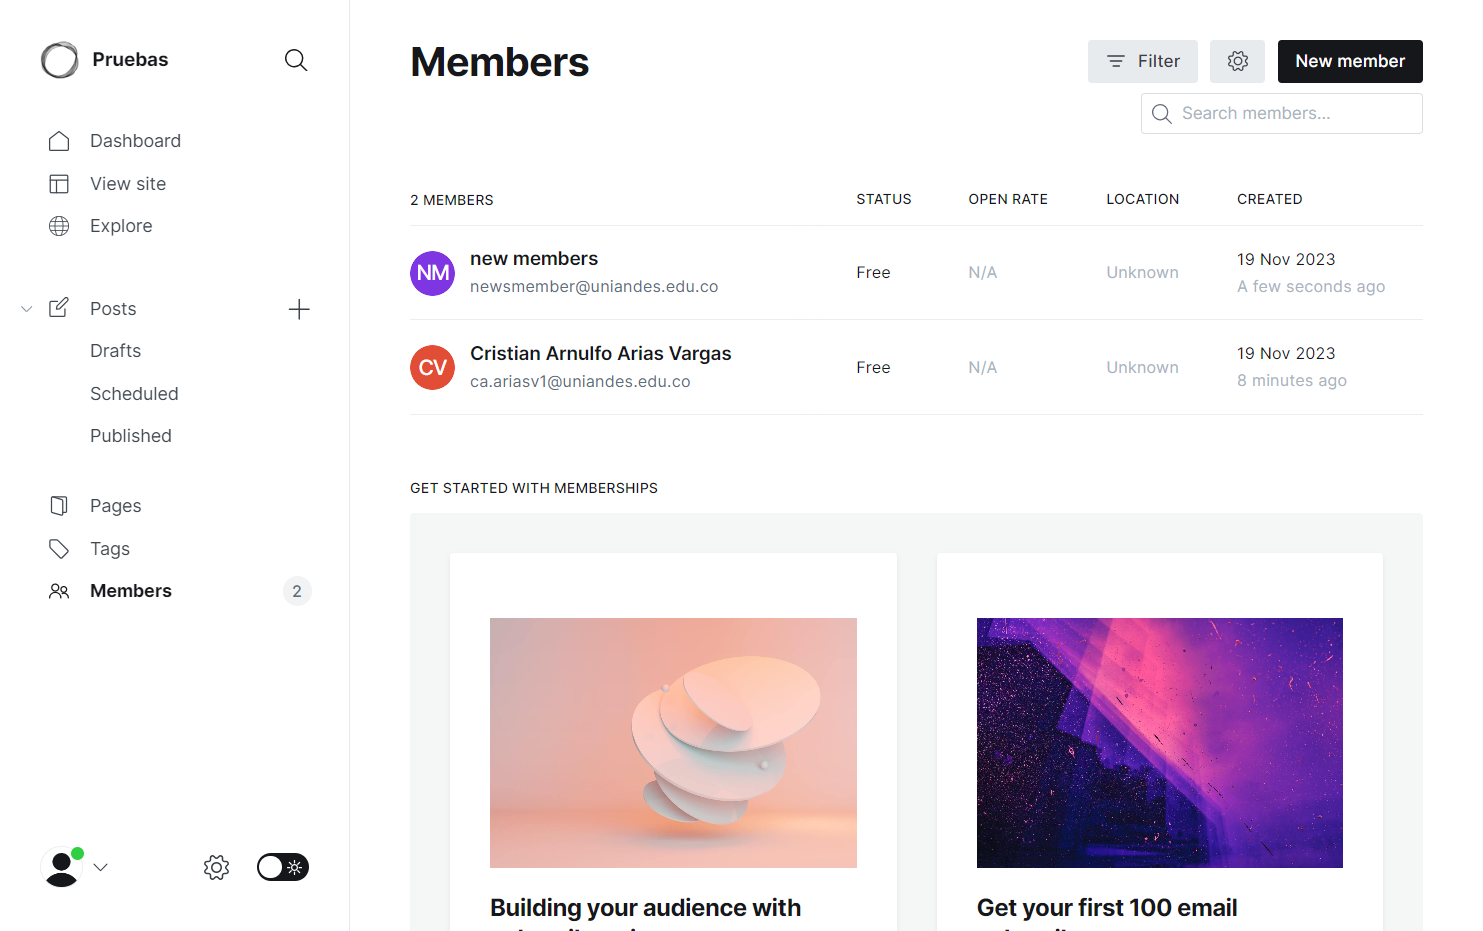 Pruebas
Dashboard
View site
Explore
Posts
Drafts
Scheduled
Published
Pages
Tags
Members 2
Members
Filter
New member
Search members...
2 MEMBERS STATUS OPEN RATE LOCATION CREATED
NM new members Free N/A Unknown 19 Nov 2023
newsmember@uniandes.edu.co A few seconds ago
CV Cristian Arnulfo Arias Vargas Free N/A Unknown 19 Nov 2023
ca.ariasv1@uniandes.edu.co 8 minutes ago
GET STARTED WITH MEMBERSHIPS
Building your audience with
Get your first 100 email